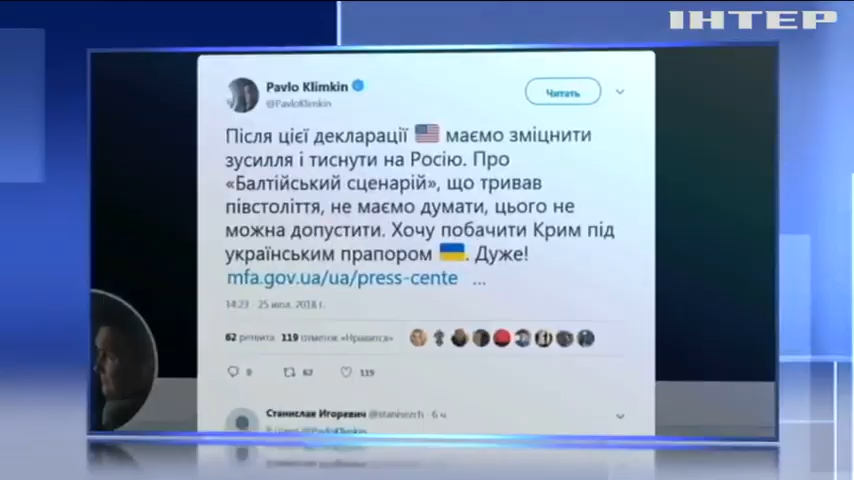 ІНТЕР
Pavlo Klimkin
@PavloKlimkin
Читать
Після цієї декларації 🇺🇸 маємо зміцнити
зусилля і тиснути на Росію. Про
«Балтійський сценарій», що тривав
півстоліття, не маємо думати, цього не
можна допустити. Хочу побачити Крим під
українським прапором 🇺🇦. Дуже!
mfa.gov.ua/ua/press-cente ...
14:23 - 25 июл. 2018 г.
62 ретвита 119 отметок «Нравится»
0 62 119
Станислав Игоревич · 6 ч
@PavloKlimkin